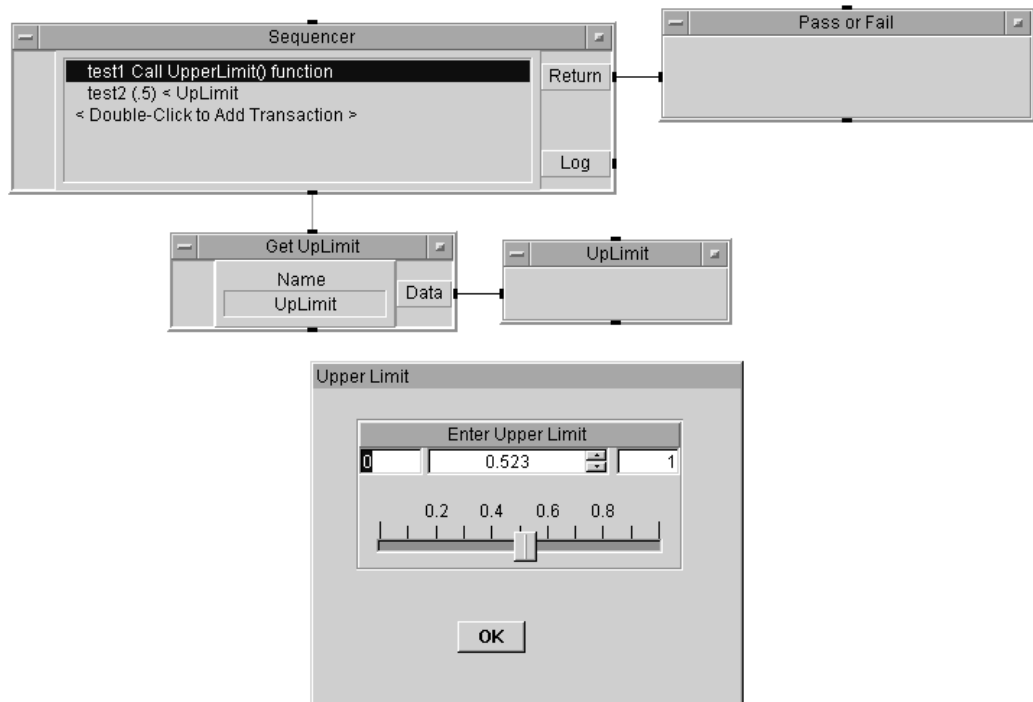 Sequencer
test1 Call UpperLimit() function
test2 (.5) < UpLimit
< Double-Click to Add Transaction >
Return
Log
Pass or Fail
Get UpLimit
Name
UpLimit
Data
UpLimit
Upper Limit
Enter Upper Limit
0 0.523 1
0.2 0.4 0.6 0.8
OK